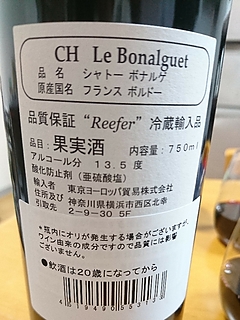 CH Le Bonalguet
品 名 シャトー ボナルゲ
原産国名 フランス ボルドー
品質保証 “Reefer” 冷蔵輸入品
品目：果実酒 内容量：750ml
アルコール分 13.5度
酸化防止剤（亜硫酸塩）
輸入者 東京ヨーロッパ貿易株式会社
住所及び 神奈川県横浜市西区北幸
引取先 2-9-30 5F
＊瓶内にオリが発生する場合がございますが、
ワイン由来の成分ですので品質には影響
ございません。
●飲酒は20歳になってから